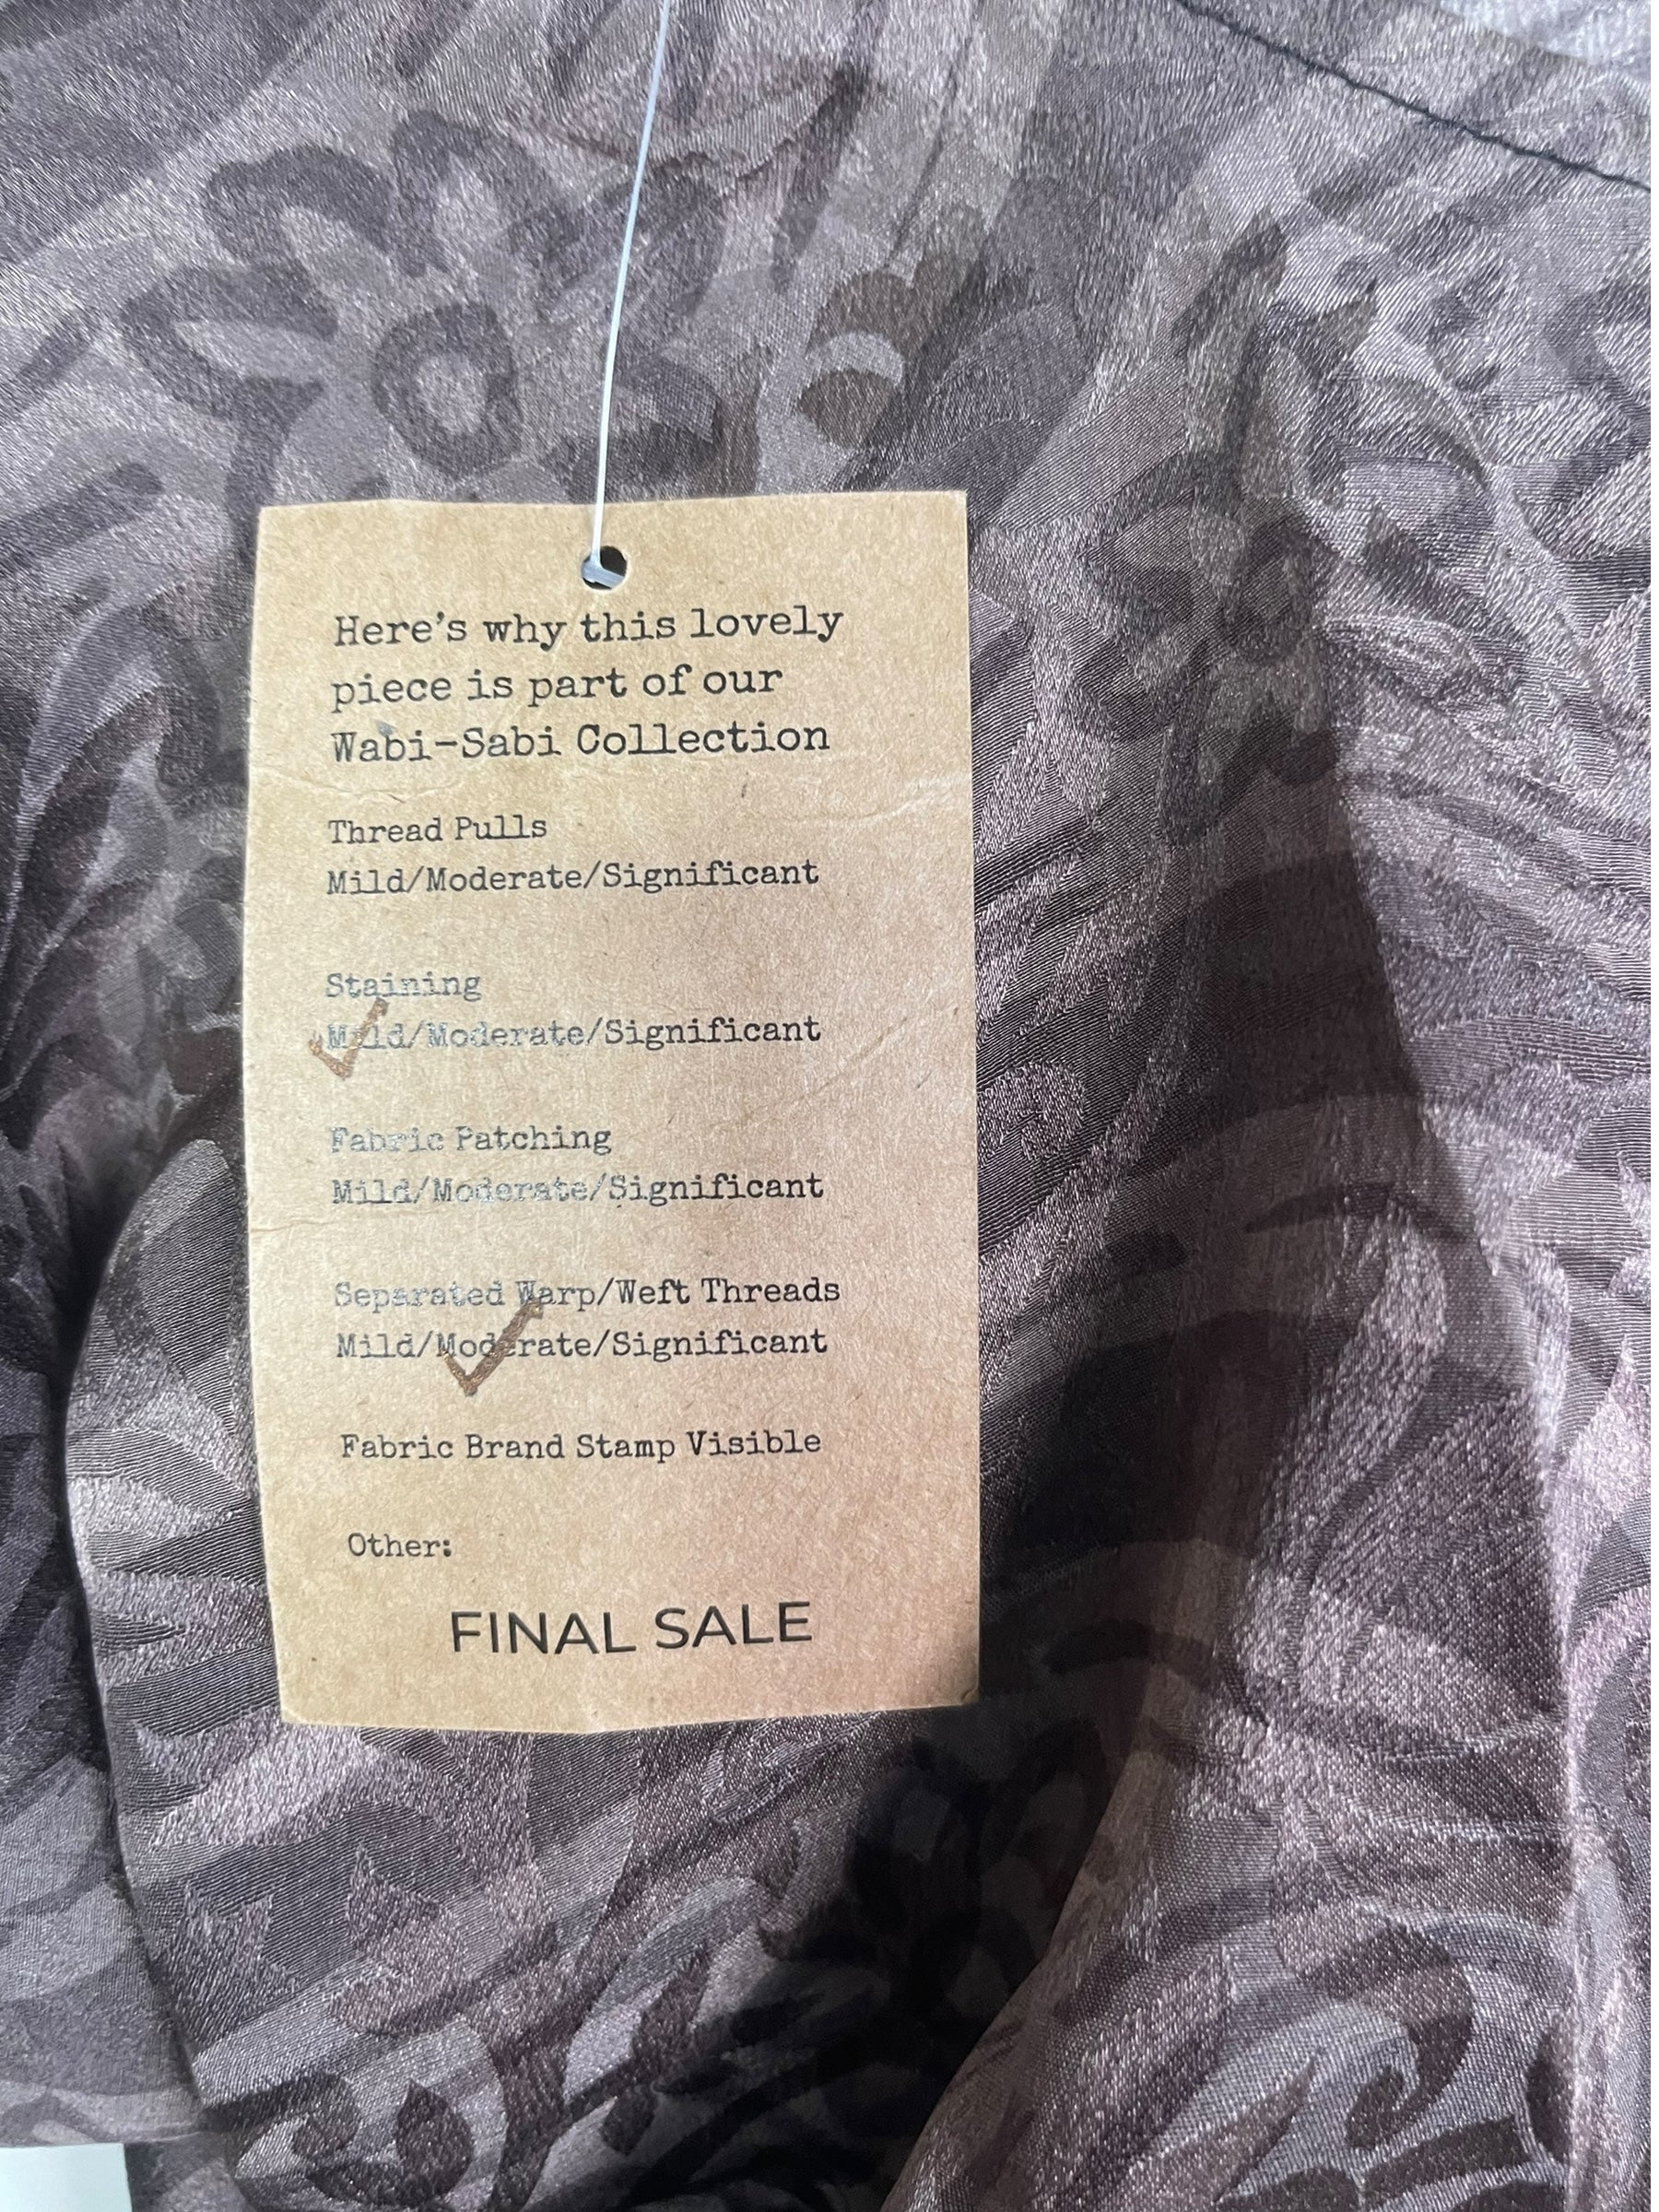 Here's why this lovely
piece is part of our
Wabi-Sabi Collection
Thread Pulls
Mild/Moderate/Significant
Staining
Mild/Moderate/Significant
Fabric Patching
Mild/Moderate/Significant
Separated Warp/Weft Threads
Mild/Moderate/Significant
Fabric Brand Stamp Visible
Other:
FINAL SALE